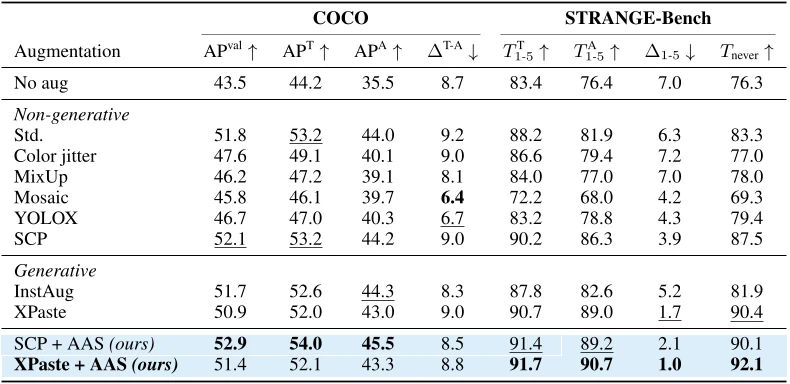 COCO STRANGE-Bench
Augmentation AP^val ↑ AP^T ↑ AP^A ↑ Δ^T-A ↓ T^T_1-5 ↑ T^A_1-5 ↑ Δ_1-5 ↓ T_never ↑
No aug 43.5 44.2 35.5 8.7 83.4 76.4 7.0 76.3
Non-generative
Std. 51.8 53.2 44.0 9.2 88.2 81.9 6.3 83.3
Color jitter 47.6 49.1 40.1 9.0 86.6 79.4 7.2 77.0
MixUp 46.2 47.2 39.1 8.1 84.0 77.0 7.0 78.0
Mosaic 45.8 46.1 39.7 6.4 72.2 68.0 4.2 69.3
YOLOX 46.7 47.0 40.3 6.7 83.2 78.8 4.3 79.4
SCP 52.1 53.2 44.2 9.0 90.2 86.3 3.9 87.5
Generative
InstAug 51.7 52.6 44.3 8.3 87.8 82.6 5.2 81.9
XPaste 50.9 52.0 43.0 9.0 90.7 89.0 1.7 90.4
SCP + AAS (ours) 52.9 54.0 45.5 8.5 91.4 89.2 2.1 90.1
XPaste + AAS (ours) 51.4 52.1 43.3 8.8 91.7 90.7 1.0 92.1